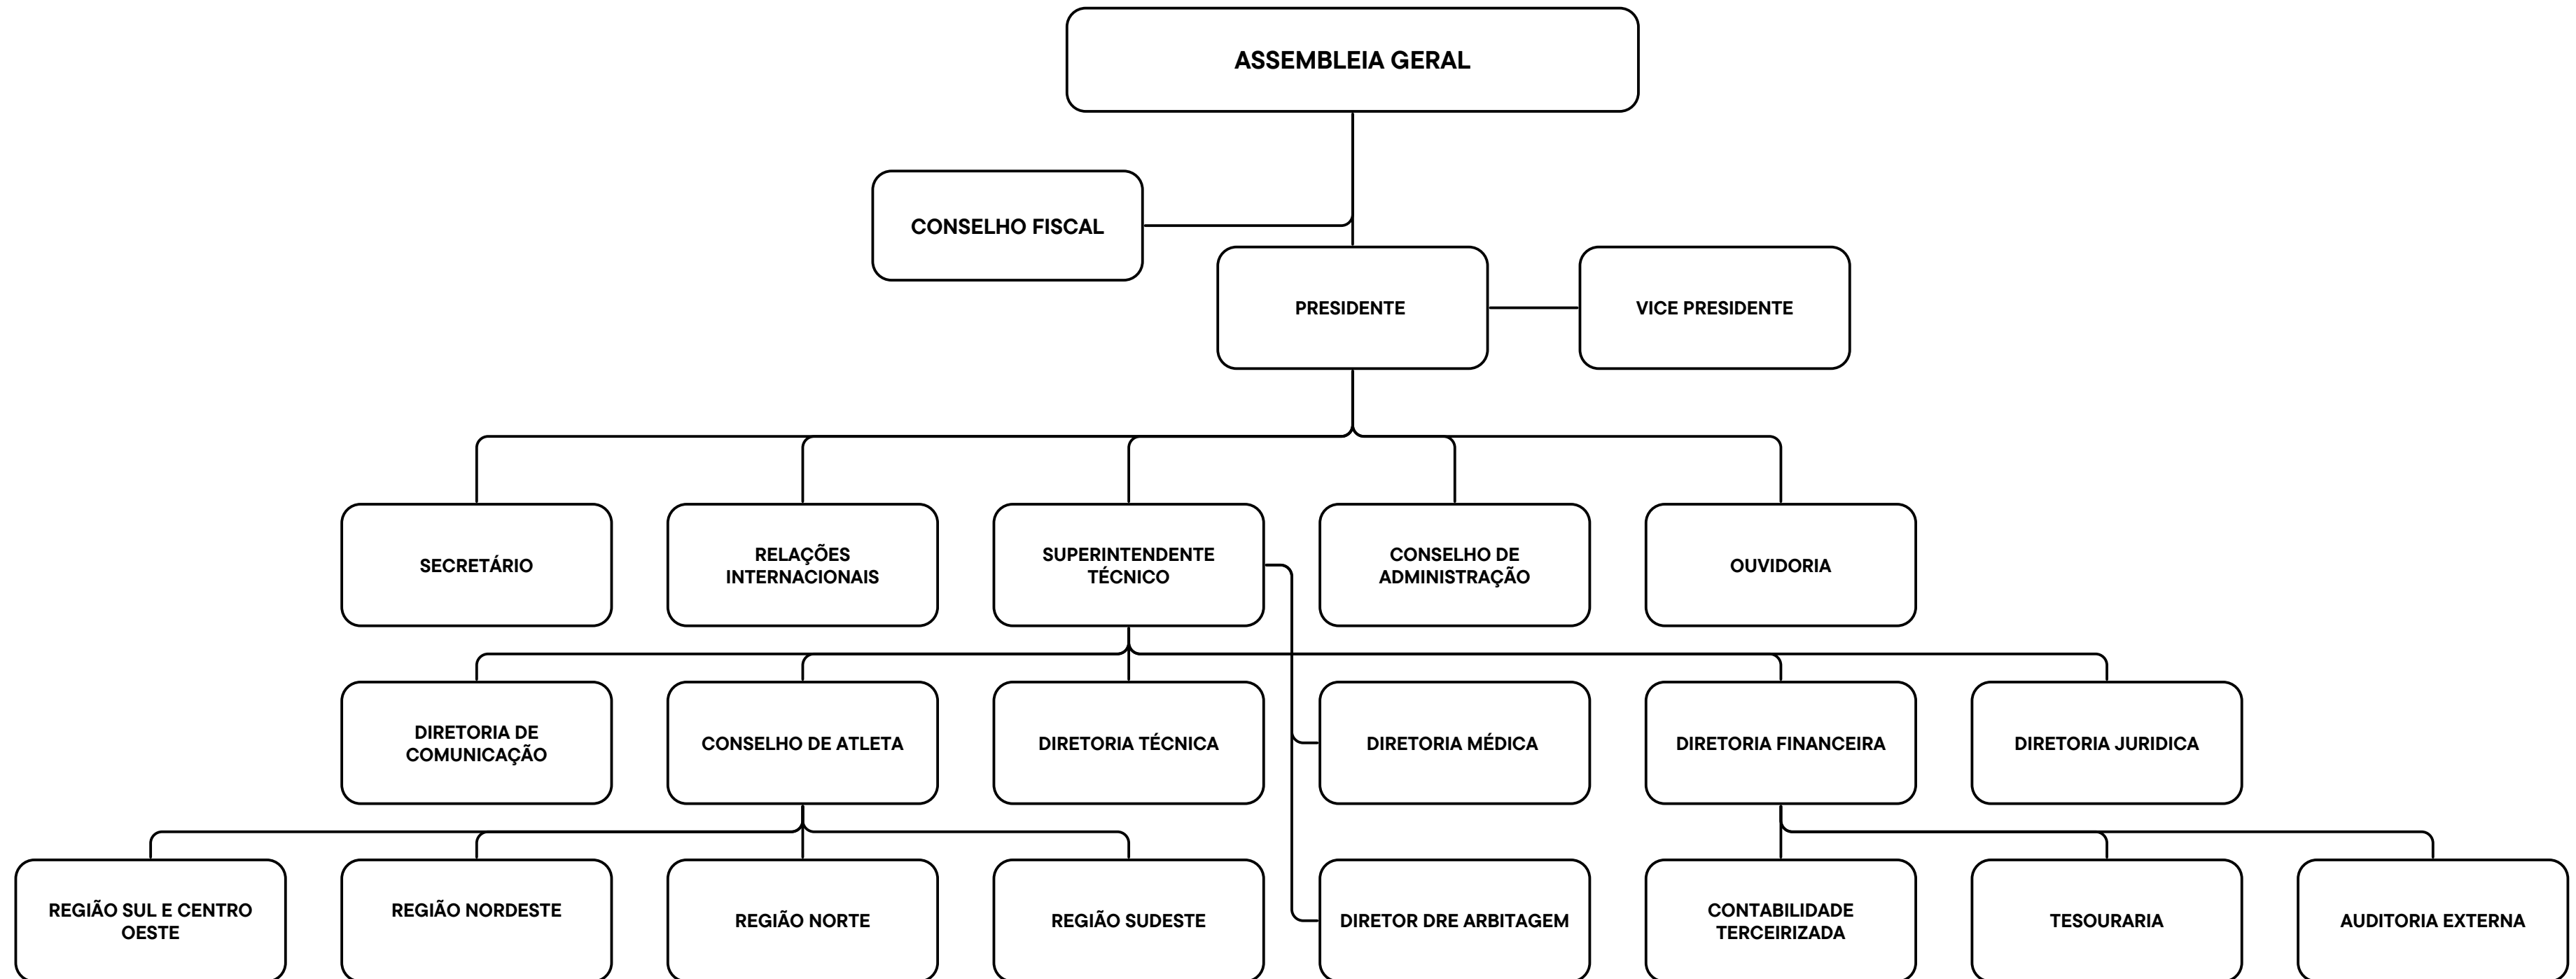 ASSEMBLEIA GERAL
CONSELHO FISCAL
PRESIDENTE
VICE PRESIDENTE
SECRETÁRIO
RELAÇÕES
INTERNACIONAIS
SUPERINTENDENTE
TÉCNICO
CONSELHO DE
ADMINISTRAÇÃO
OUVIDORIA
DIRETORIA DE
COMUNICAÇÃO
CONSELHO DE ATLETA
DIRETORIA TÉCNICA
DIRETORIA MÉDICA
DIRETORIA FINANCEIRA
DIRETORIA JURIDICA
REGIÃO SUL E CENTRO
OESTE
REGIÃO NORDESTE
REGIÃO NORTE
REGIÃO SUDESTE
DIRETOR DRE ARBITAGEM
CONTABILIDADE
TERCEIRIZADA
TESOURARIA
AUDITORIA EXTERNA